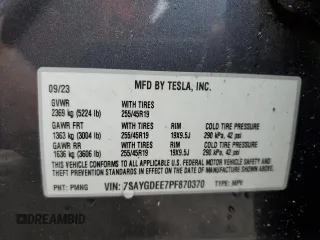 09/23
MFD BY TESLA, INC.
GVWR WITH TIRES
2369 kg (5224 lb) 255/45R19
GAWR FRT WITH TIRES RIM COLD TIRE PRESSURE
1363 kg (3004 lb) 255/45R19 19X9.5J 290 kPa, 42 psi
GAWR RR WITH TIRES RIM COLD TIRE PRESSURE
1636 kg (3606 lb) 255/45R19 19X9.5J 290 kPa, 42 psi
THIS VEHICLE CONFORMS TO ALL APPLICABLE U.S. FEDERAL MOTOR VEHICLE SAFETY AND
THEFT PREVENTION STANDARDS IN EFFECT ON THE DATE OF MANUFACTURE SHOWN ABOVE.
PNT: PMNG VIN: 7SAYGDEE7PF870370 TYPE: MPV
DREAMBID